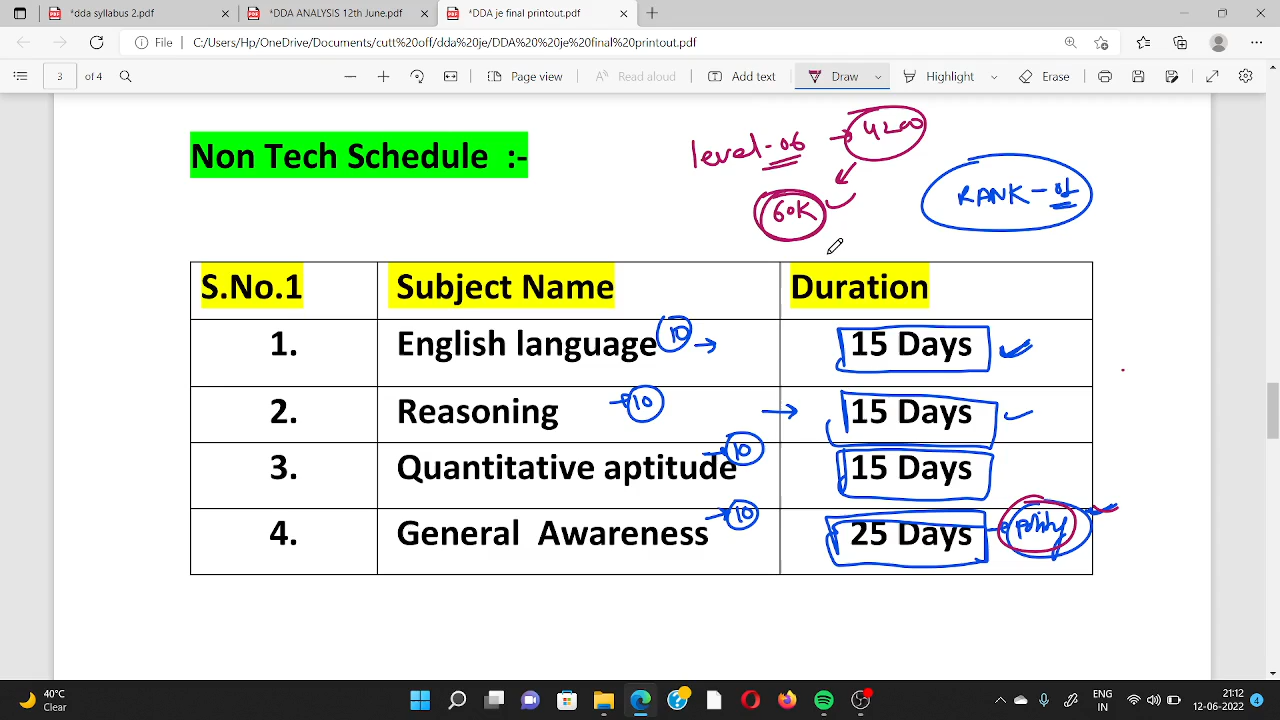 *dda syllabus 2.pdf
*DDA ANALYSIS 12th June.pdf
*DDA je final printout.pdf
File
C:/Users/Hp/OneDrive/Documents/cutt%20off/dda%20je/DDA%20%20je%20final%20printout.pdf
3
of 4
Page view
Read aloud
Add text
Draw
Highlight
Erase
Non Tech Schedule :-
level-06
4200
60K
RANK-01
S.No.1 Subject Name Duration
1. English language 10 15 Days
2. Reasoning 10 15 Days
3. Quantitative aptitude 10 15 Days
4. General Awareness 10 25 Days polity
40°C
Clear
ENG
IN
21:12
12-06-2022
4